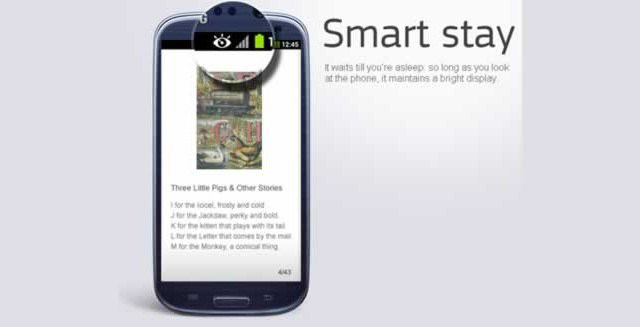 Smart stay
It waits till you're asleep: so long as you look
at the phone, it maintains a bright display.
12:45
Three Little Pigs & Other Stories
I for the icicel, frosty and cold
J for the Jackdaw, perky and bold.
K for the kitten that plays with its tail
L for the Letter that comes by the mail
M for the Monkey, a comical thing
4/43